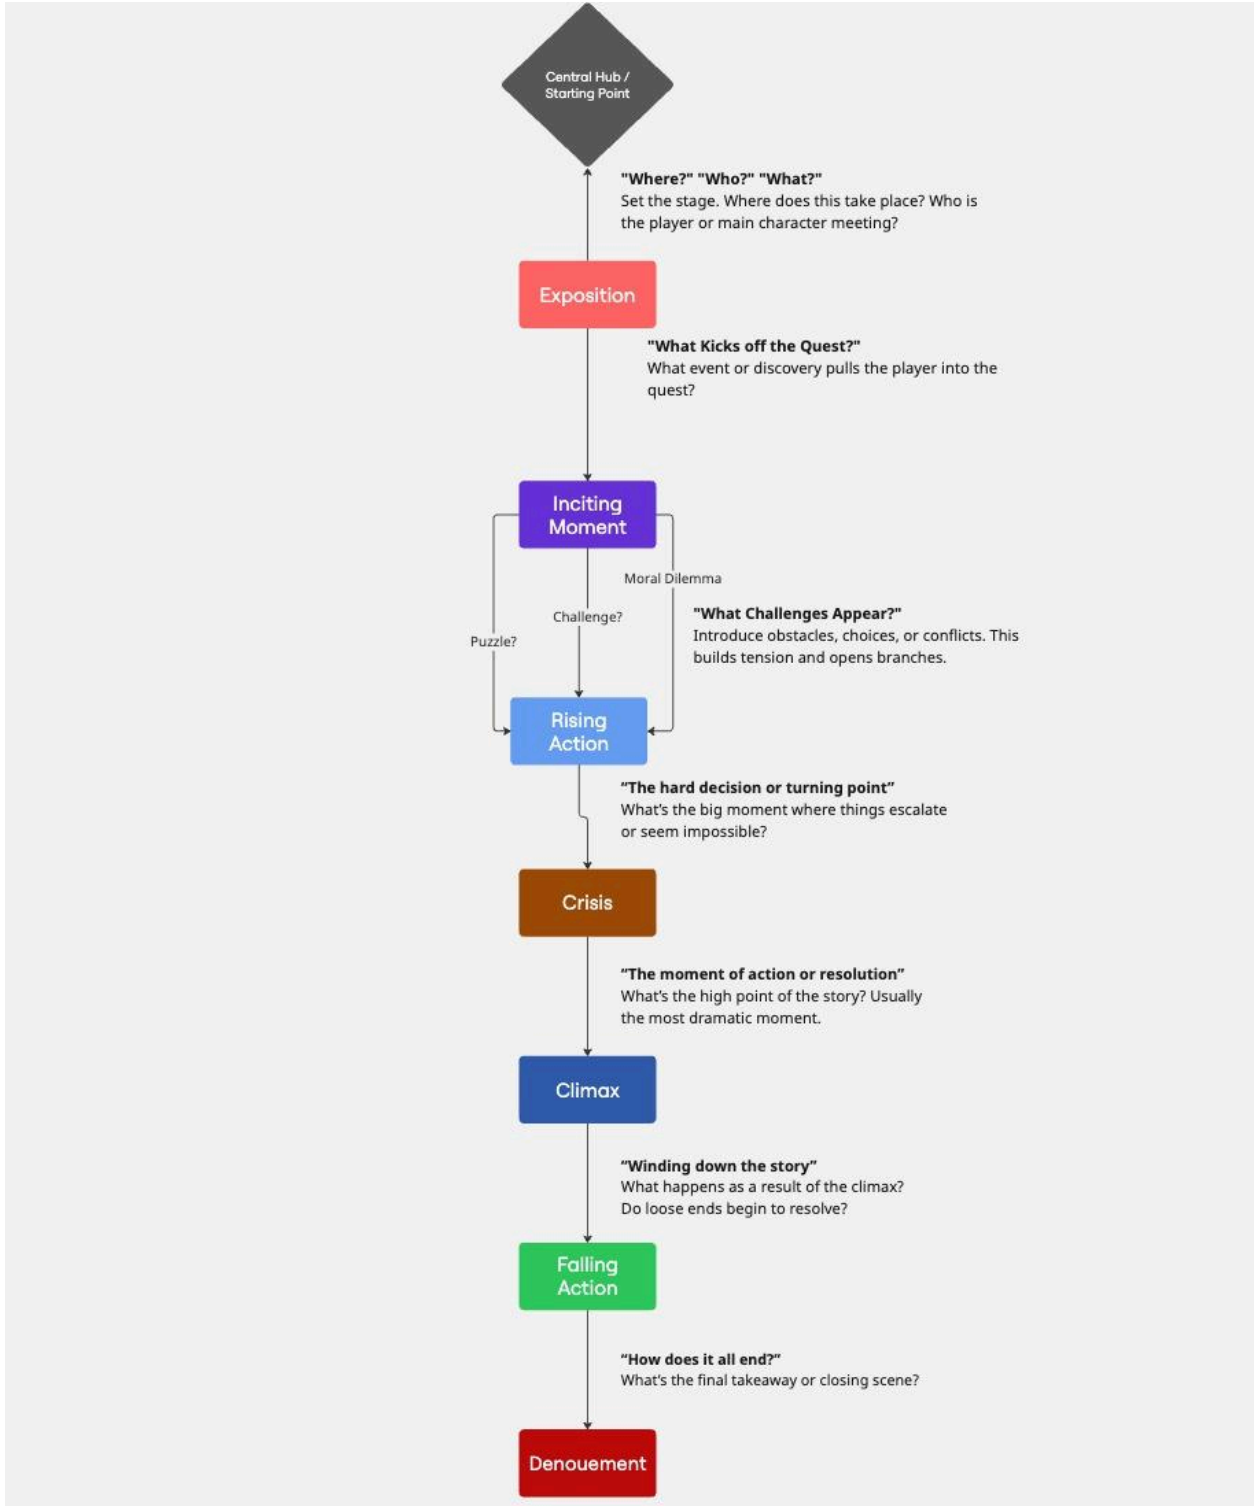 Central Hub /
Starting Point
"Where?" "Who?" "What?"
Set the stage. Where does this take place? Who is
the player or main character meeting?
Exposition
"What Kicks off the Quest?"
What event or discovery pulls the player into the
quest?
Inciting
Moment
Moral Dilemma
Challenge?
Puzzle?
"What Challenges Appear?"
Introduce obstacles, choices, or conflicts. This
builds tension and opens branches.
Rising
Action
“The hard decision or turning point”
What’s the big moment where things escalate
or seem impossible?
Crisis
“The moment of action or resolution”
What’s the high point of the story? Usually
the most dramatic moment.
Climax
“Winding down the story”
What happens as a result of the climax?
Do loose ends begin to resolve?
Falling
Action
“How does it all end?”
What’s the final takeaway or closing scene?
Denouement